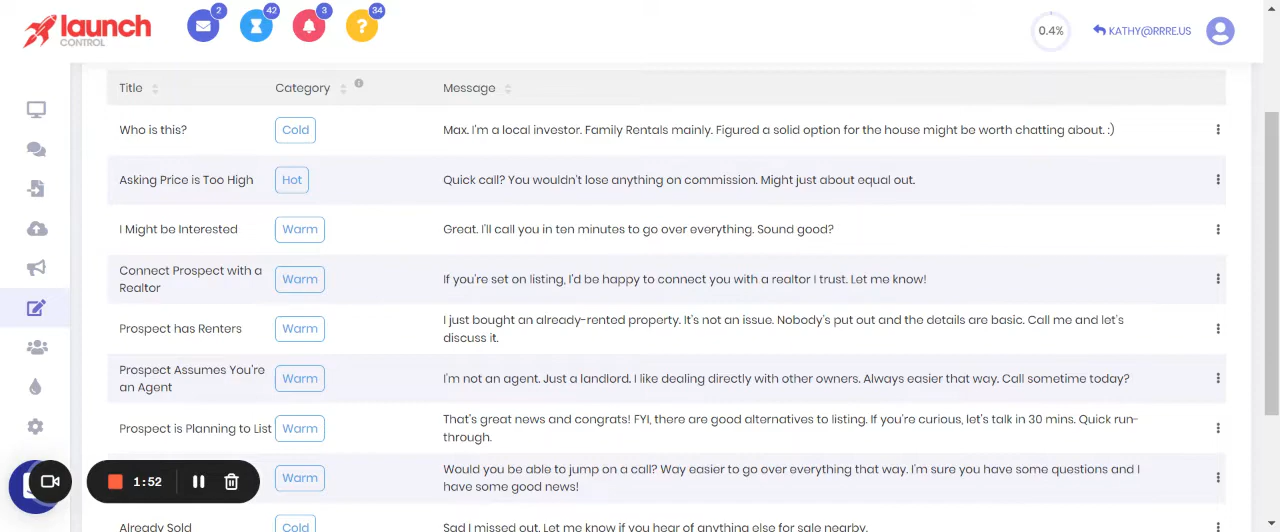 launch
CONTROL
2
42
3
34
0.4%
KATHY@RRRE.US
Title
Category
Message
Who is this?
Cold
Max. I'm a local investor. Family Rentals mainly. Figured a solid option for the house might be worth chatting about. :)
Asking Price is Too High
Hot
Quick call? You wouldn't lose anything on commission. Might just about equal out.
I Might be Interested
Warm
Great. I'll call you in ten minutes to go over everything. Sound good?
Connect Prospect with a
Realtor
Warm
If you're set on listing, I'd be happy to connect you with a realtor I trust. Let me know!
Prospect has Renters
Warm
I just bought an already-rented property. It's not an issue. Nobody's put out and the details are basic. Call me and let's
discuss it.
Prospect Assumes You're
an Agent
Warm
I'm not an agent. Just a landlord. I like dealing directly with other owners. Always easier that way. Call sometime today?
Prospect is Planning to List
Warm
That's great news and congrats! FYI, there are good alternatives to listing. If you're curious, let's talk in 30 mins. Quick run-
through.
Warm
Would you be able to jump on a call? Way easier to go over everything that way. I'm sure you have some questions and I
have some good news!
1:52
Already Sold
Cold
Sad I missed out. Let me know if you hear of anything else for sale nearby.